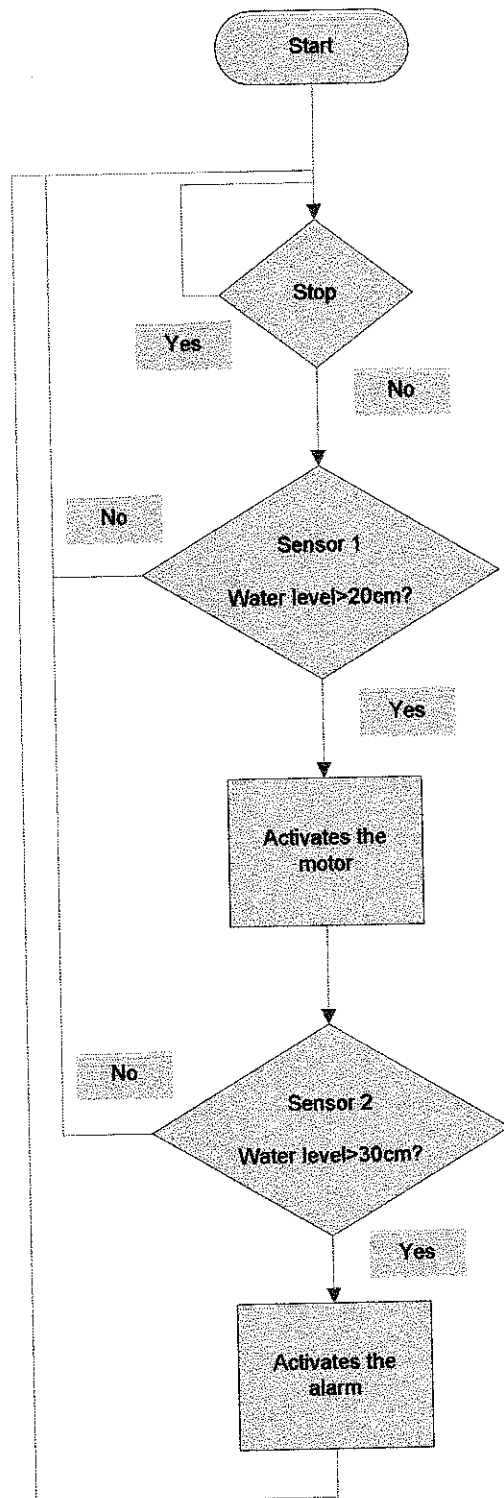 Start
Stop
Yes
No
No
Sensor 1
Water level>20cm?
Yes
Activates the
motor
No
Sensor 2
Water level>30cm?
Yes
Activates the
alarm